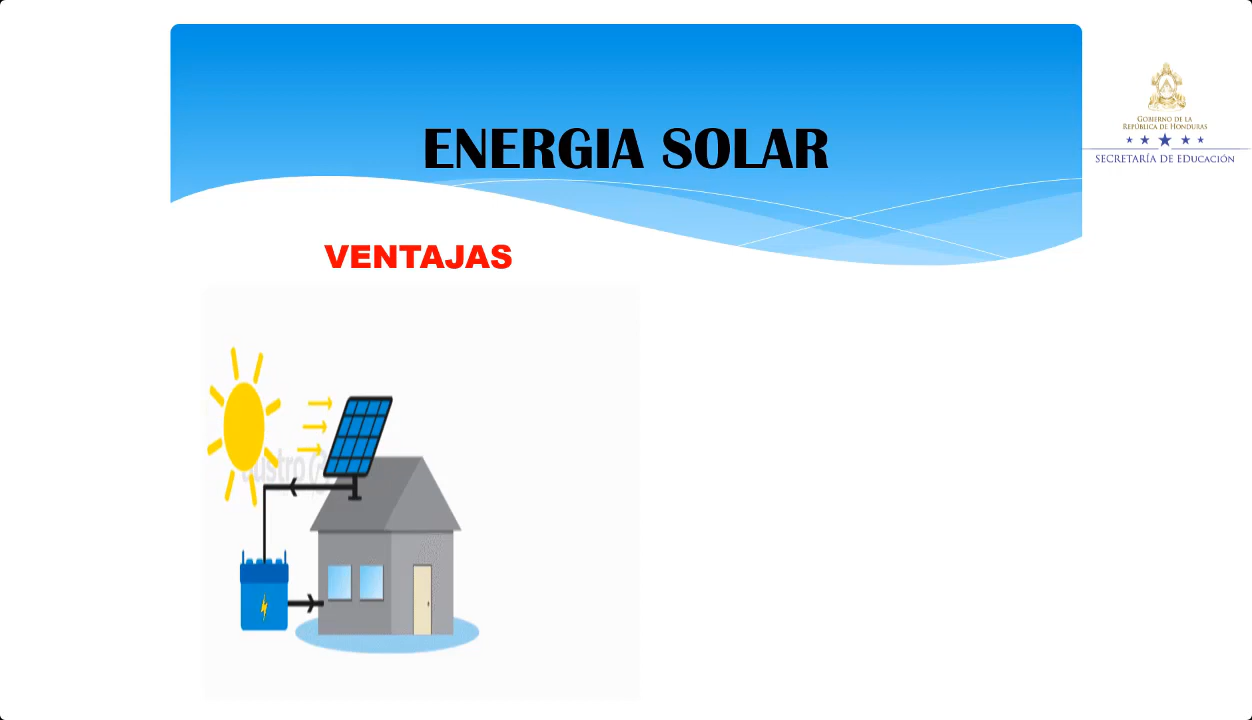 ENERGIA SOLAR
GOBIERNO DE LA
REPÚBLICA DE HONDURAS
SECRETARÍA DE EDUCACIÓN
VENTAJAS